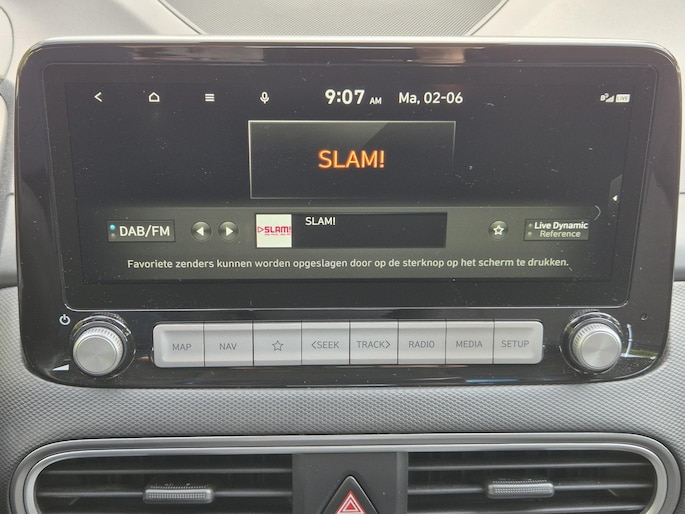 9:07 AM Ma, 02-06
LIVE
SLAM!
DAB/FM
SLAM!
SLAM!
Live Dynamic
Reference
Favoriete zenders kunnen worden opgeslagen door op de sterknop op het scherm te drukken.
MAP NAV <SEEK TRACK> RADIO MEDIA SETUP